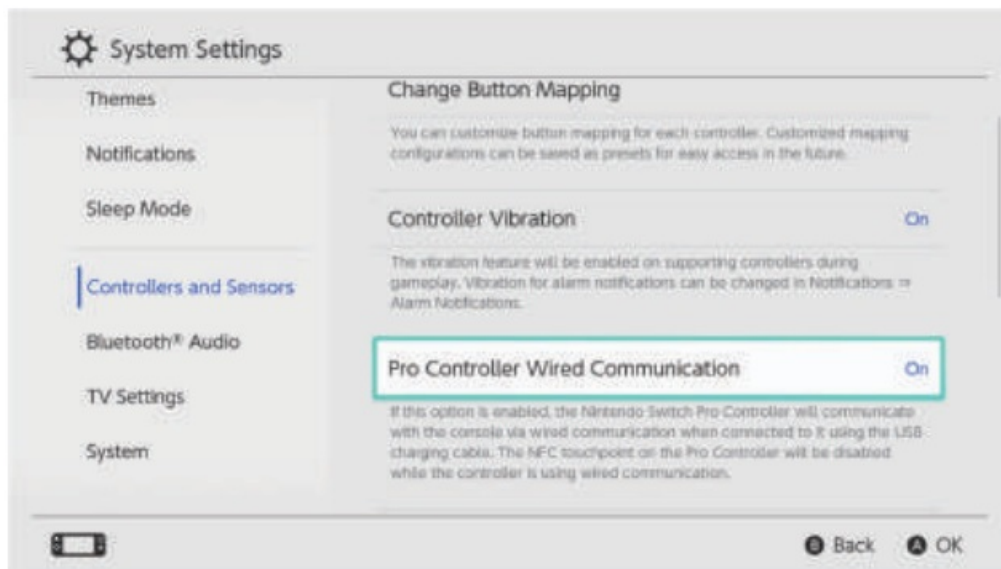 System Settings
Themes
Notifications
Sleep Mode
Controllers and Sensors
Bluetooth® Audio
TV Settings
System
Change Button Mapping
You can customize button mapping for each controller. Customized mapping
configurations can be saved as presets for easy access in the future.
Controller Vibration On
The vibration feature will be enabled on supporting controllers during
gameplay. Vibration for alarm notifications can be changed in Notifications ⇒
Alarm Notifications.
Pro Controller Wired Communication On
If this option is enabled, the Nintendo Switch Pro Controller will communicate
with the console via wired communication when connected to it using the USB
charging cable. The NFC touchpoint on the Pro Controller will be disabled
while the controller is using wired communication.
B Back A OK